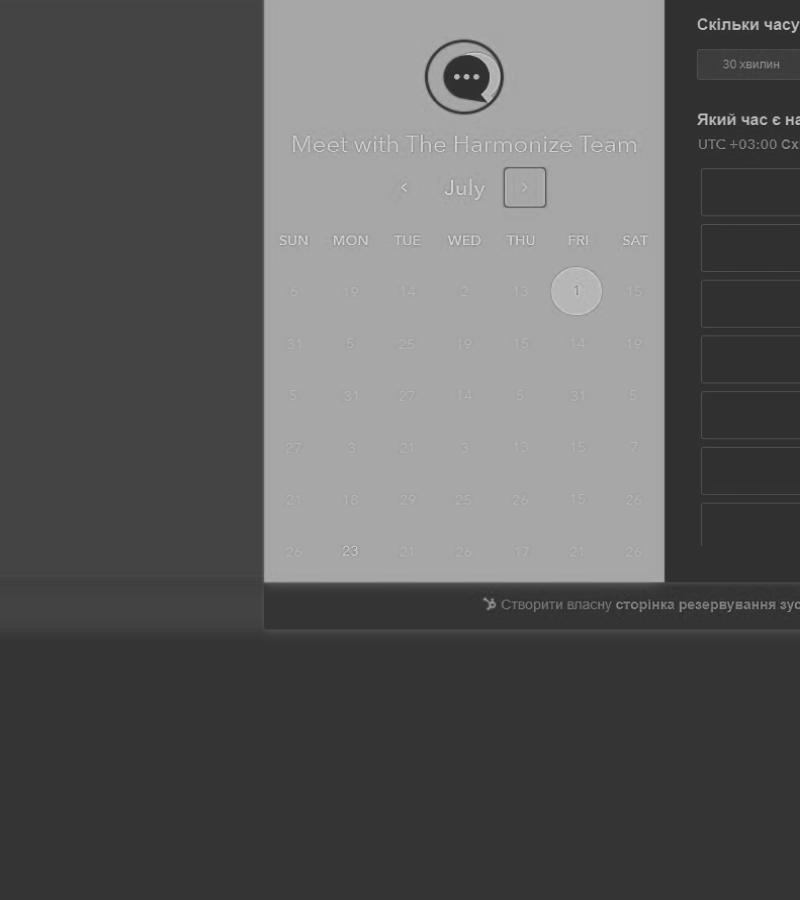 Meet with The Harmonize Team
< July >
SUN MON TUE WED THU FRI SAT
6 19 14 2 13 1 15
31 5 25 19 15 14 19
5 31 27 14 5 31 5
27 3 21 3 13 15 7
21 18 29 25 26 15 26
26 23 21 26 17 21 26
Скільки часу
30 хвилин
Який час є на
UTC +03:00 Сх
Створити власну сторінка резервування зус